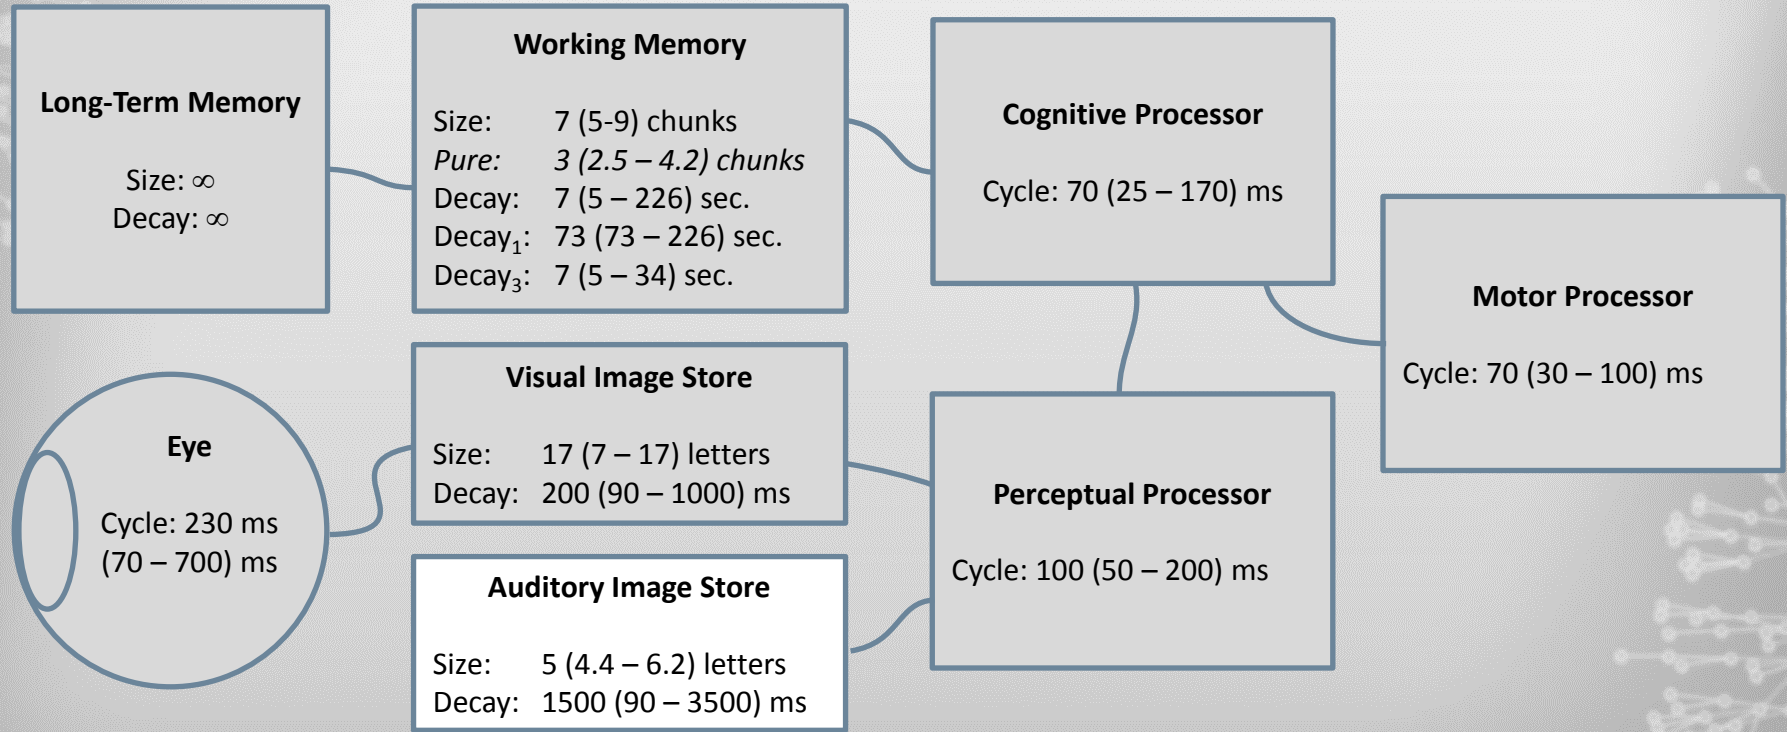 Long-Term Memory
Size: ∞
Decay: ∞
Working Memory
Size: 7 (5-9) chunks
Pure: 3 (2.5 – 4.2) chunks
Decay: 7 (5 – 226) sec.
Decay₁: 73 (73 – 226) sec.
Decay₃: 7 (5 – 34) sec.
Cognitive Processor
Cycle: 70 (25 – 170) ms
Motor Processor
Cycle: 70 (30 – 100) ms
Eye
Cycle: 230 ms
(70 – 700) ms
Visual Image Store
Size: 17 (7 – 17) letters
Decay: 200 (90 – 1000) ms
Auditory Image Store
Size: 5 (4.4 – 6.2) letters
Decay: 1500 (90 – 3500) ms
Perceptual Processor
Cycle: 100 (50 – 200) ms